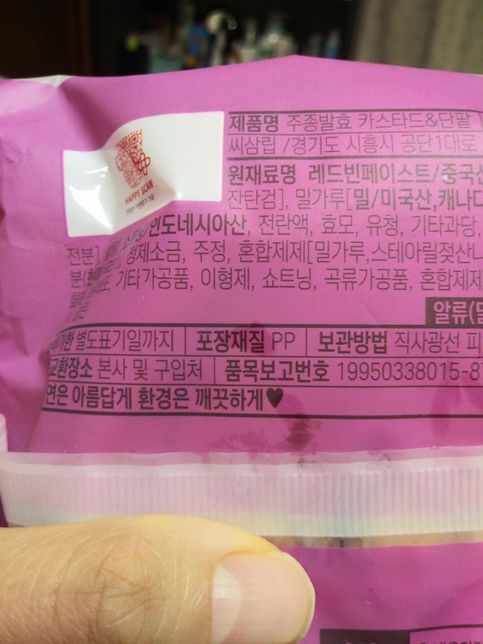 제품명 주종발효 카스타드&단팥
씨삼립 /경기도 시흥시 공단1대로
HAPPY SCAN
원재료명 레드빈페이스트/중국산
잔탄검], 밀가루[밀/미국산,캐나다
/인도네시아산, 전란액, 효모, 유청, 기타과당,
전분] 정제소금, 주정, 혼합제제[밀가루,스테아릴젖산나
기타가공품, 이형제, 쇼트닝, 곡류가공품, 혼합제제
알류(달
별도표기일까지 포장재질 PP 보관방법 직사광선 피
교환장소 본사 및 구입처 품목보고번호 19950338015-8
연은 아름답게 환경은 깨끗하게♥